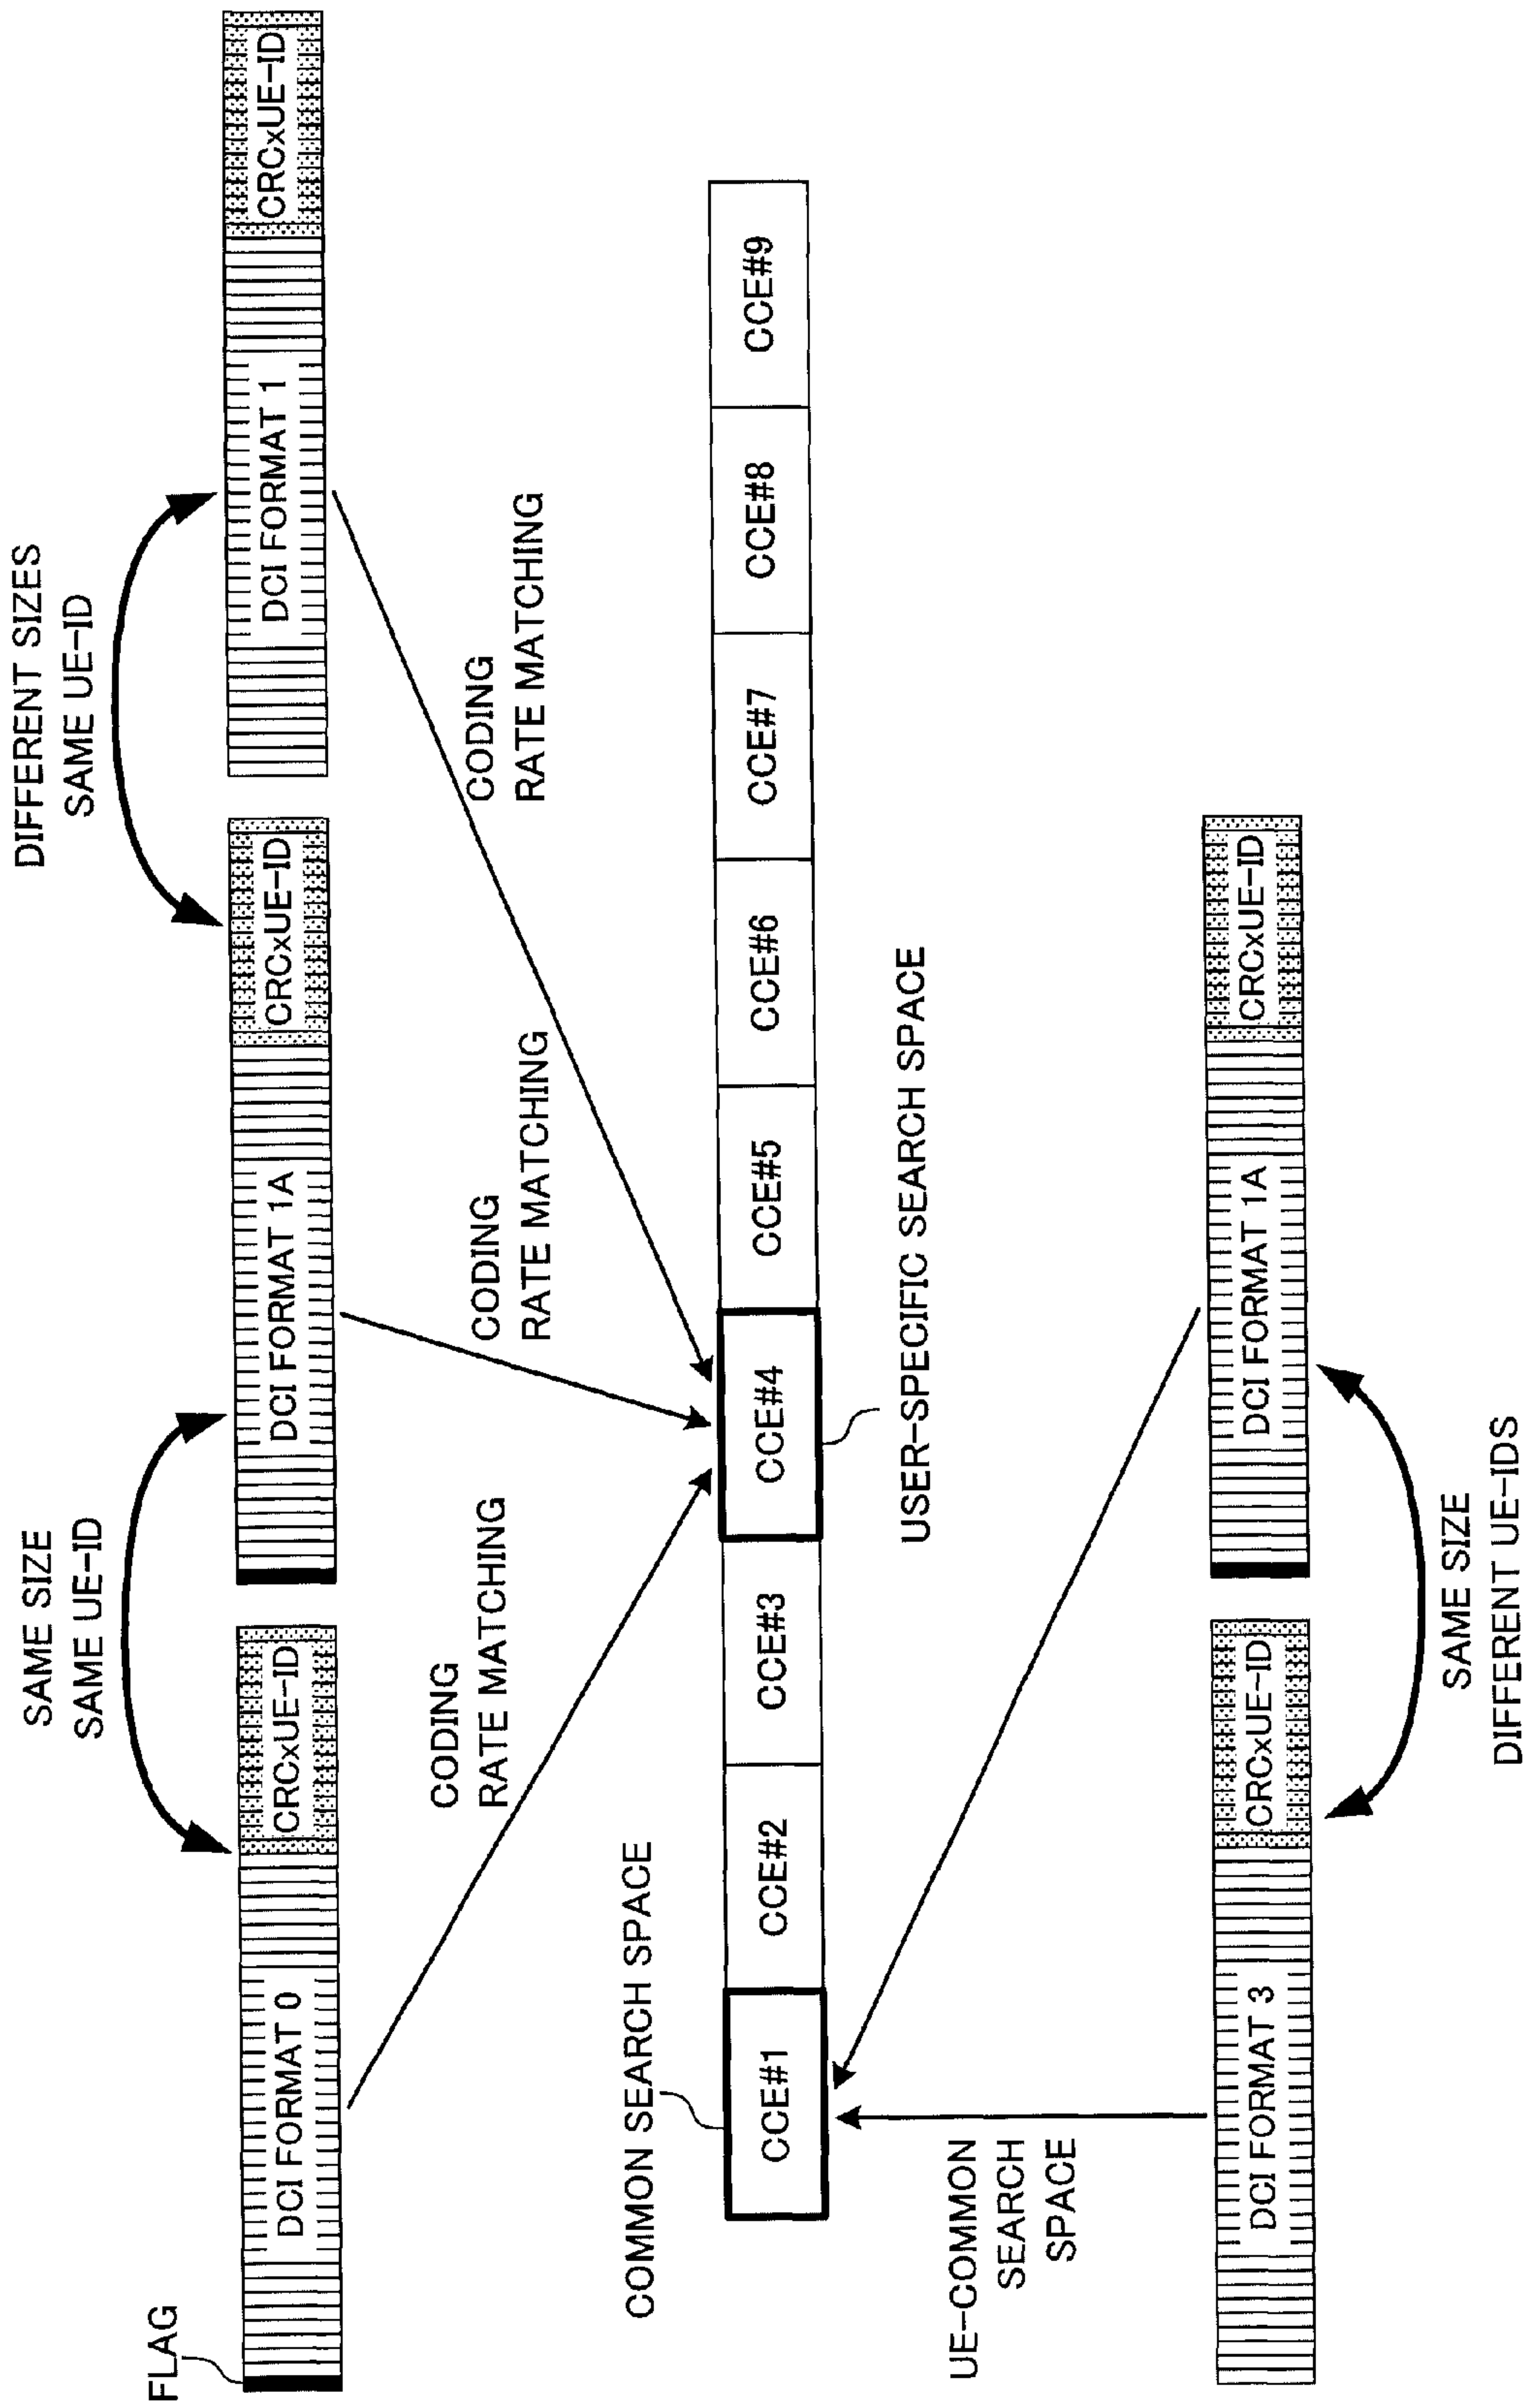 DIFFERENT SIZES
SAME UE-ID
SAME SIZE
SAME UE-ID
FLAG
DCI FORMAT 0
CRCxUE-ID
DCI FORMAT 1A
CRCxUE-ID
DCI FORMAT 1
CRCxUE-ID
CODING
RATE MATCHING
CODING
RATE MATCHING
CODING
RATE MATCHING
COMMON SEARCH SPACE
CCE#1
CCE#2
CCE#3
CCE#4
CCE#5
CCE#6
CCE#7
CCE#8
CCE#9
USER-SPECIFIC SEARCH SPACE
UE-COMMON
SEARCH
SPACE
DCI FORMAT 3
CRCxUE-ID
DCI FORMAT 1A
CRCxUE-ID
SAME SIZE
DIFFERENT UE-IDS